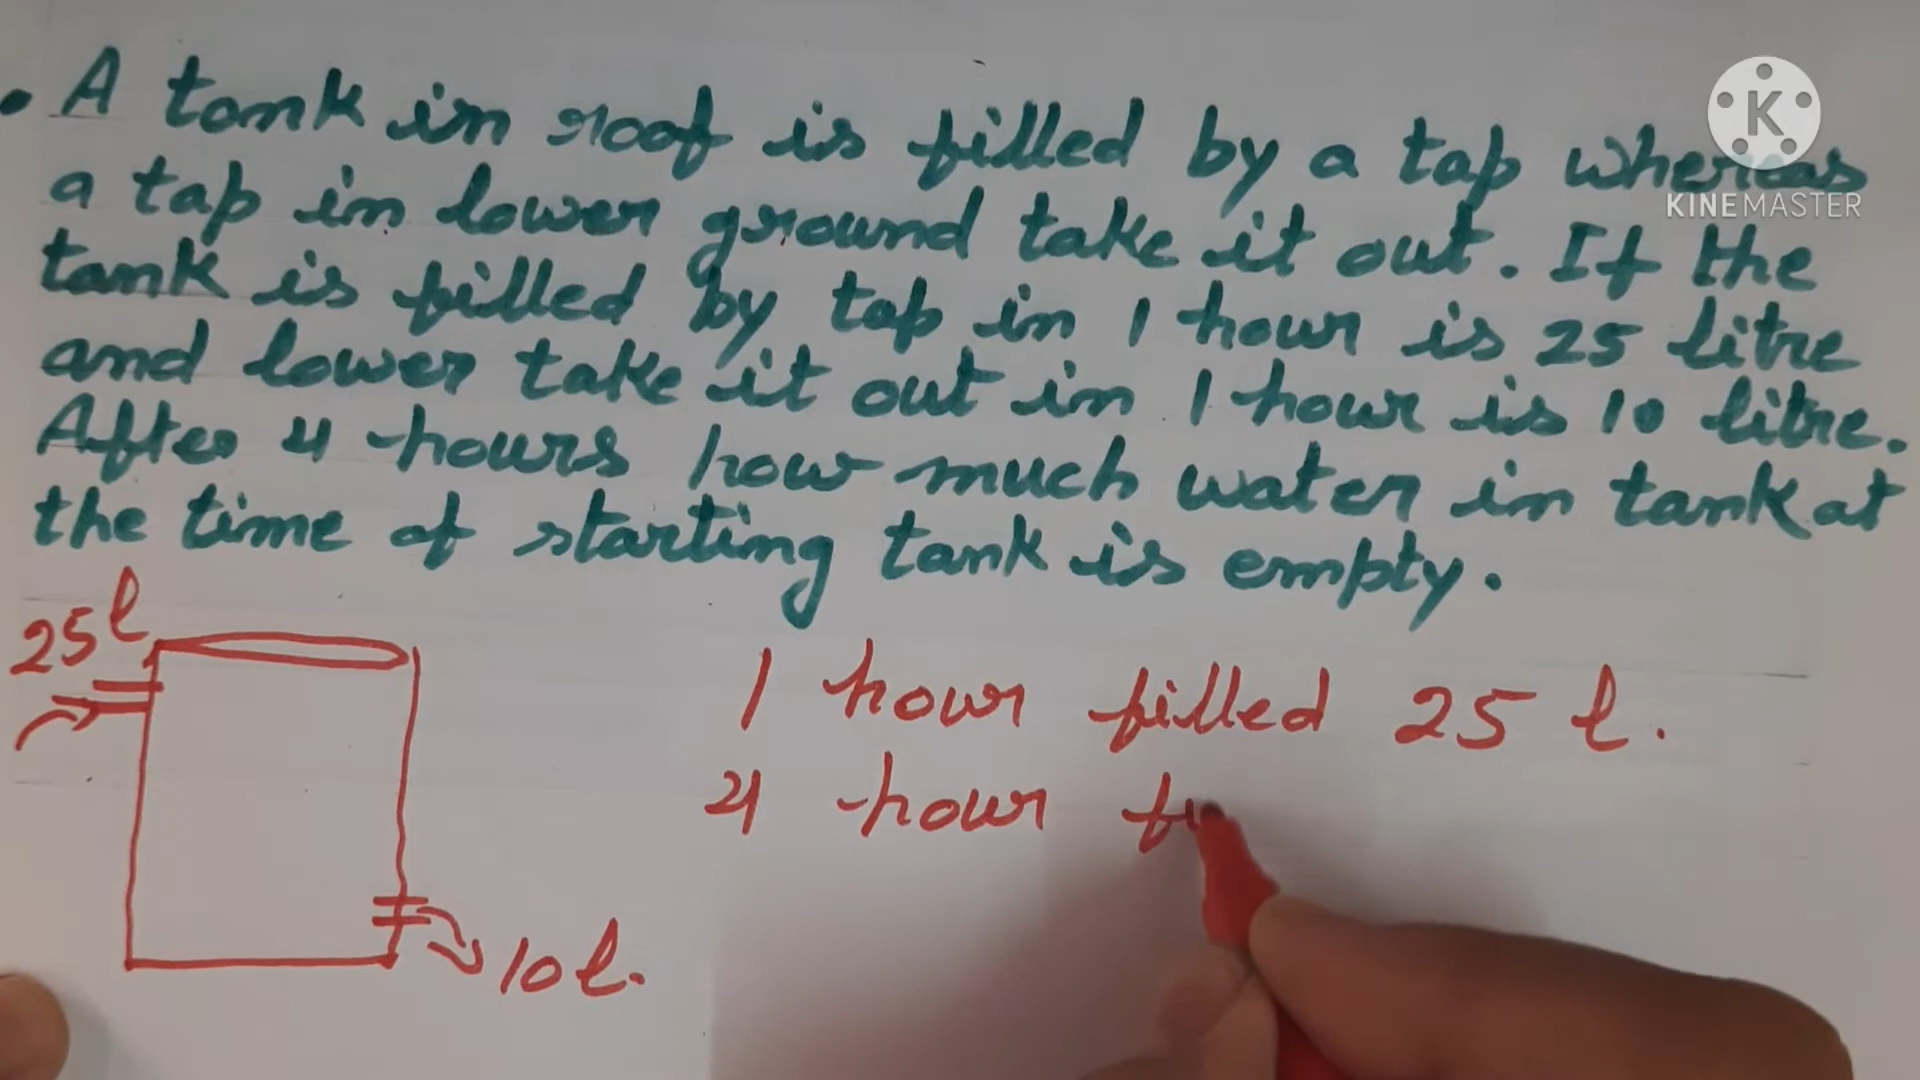 • A tank in roof is filled by a tap whereas
a tap in lower ground take it out. If the
tank is filled by tap in 1 hour is 25 litre
and lower take it out in 1 hour is 10 litre.
After 4 hours how much water in tank at
the time of starting tank is empty.
25 l
1 hour filled 25 l.
4 hour fi
10 l.
K
KINEMASTER